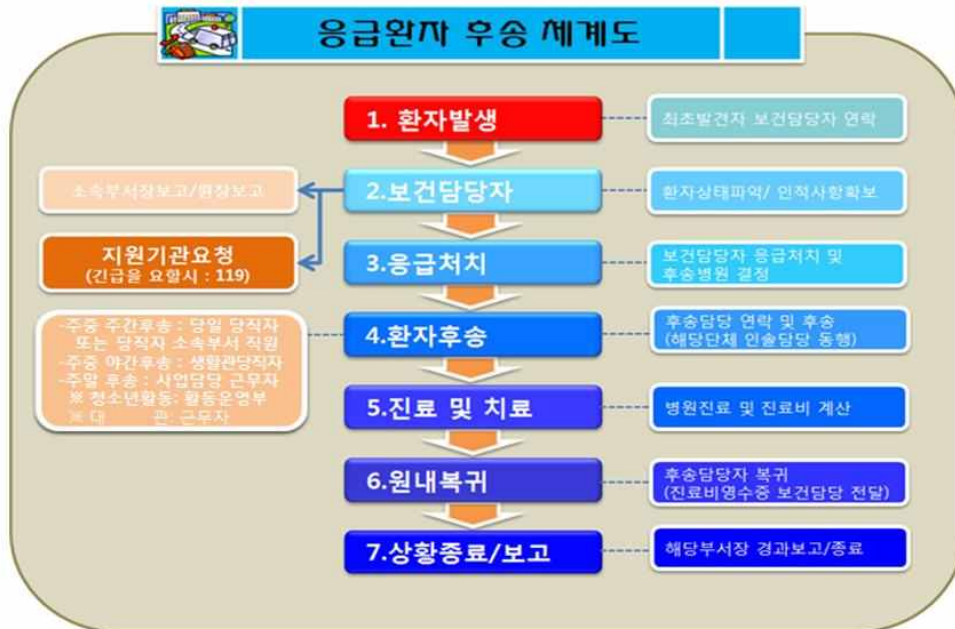 응급환자 후송 체계도
1. 환자발생
최초발견자 보건담당자 연락
소속부서장보고/원장보고
2.보건담당자
환자상태파악/ 인적사항확보
지원기관요청
(긴급을 요할시 : 119)
3.응급처치
보건담당자 응급처치 및
후송병원 결정
-주중 주간후송 : 당일 당직자
또는 당직자 소속부서 직원
-주중 야간후송 : 생활관당직자
-주말 후송 : 사업담당 근무자
※ 청소년활동: 활동운영부
※ 대 관: 근무자
4.환자후송
후송담당 연락 및 후송
(해당단체 인솔담당 동행)
5.진료 및 치료
병원진료 및 진료비 계산
6.원내복귀
후송담당자 복귀
(진료비영수증 보건담당 전달)
7.상황종료/보고
해당부서장 경과보고/종료